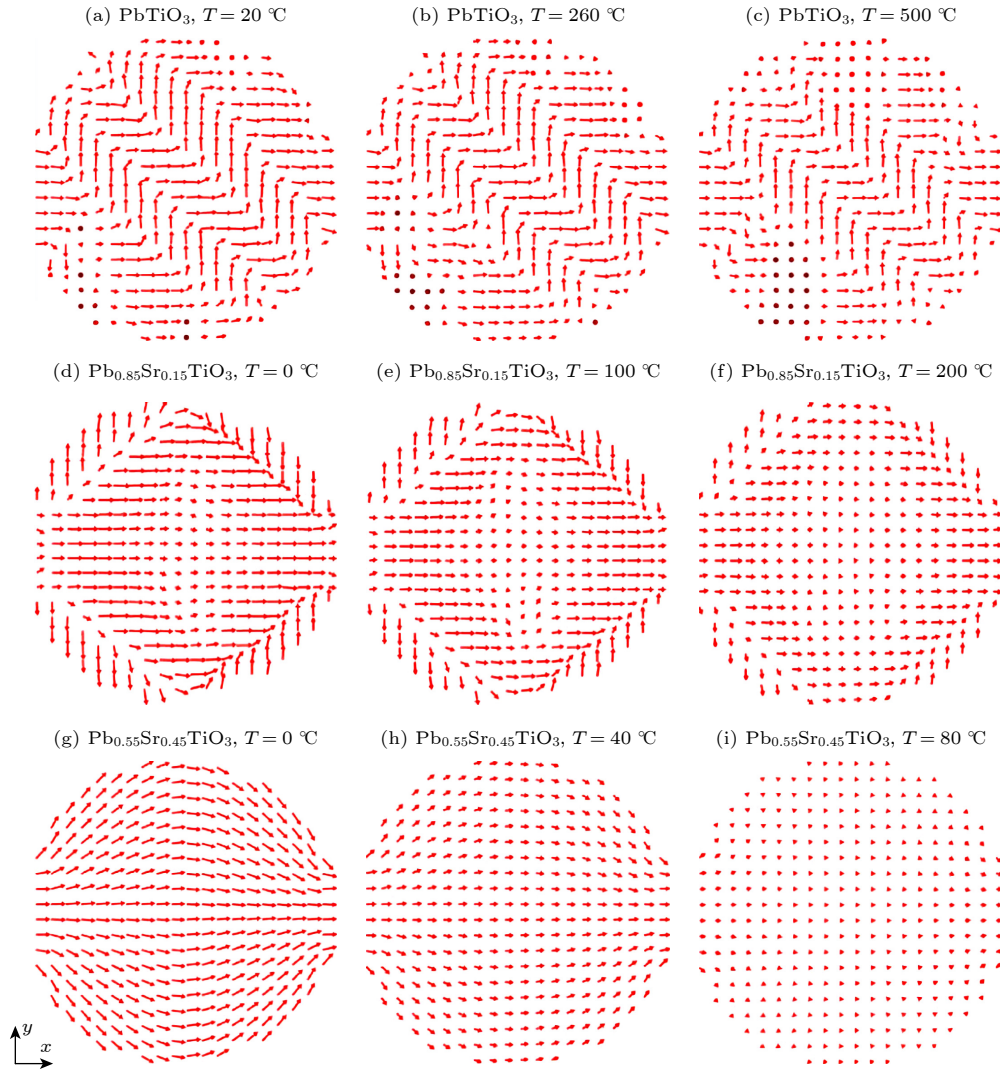 (a) PbTiO₃, T = 20 ℃
(b) PbTiO₃, T = 260 ℃
(c) PbTiO₃, T = 500 ℃
(d) Pb₀.₈₅Sr₀.₁₅TiO₃, T = 0 ℃
(e) Pb₀.₈₅Sr₀.₁₅TiO₃, T = 100 ℃
(f) Pb₀.₈₅Sr₀.₁₅TiO₃, T = 200 ℃
(g) Pb₀.₅₅Sr₀.₄₅TiO₃, T = 0 ℃
(h) Pb₀.₅₅Sr₀.₄₅TiO₃, T = 40 ℃
(i) Pb₀.₅₅Sr₀.₄₅TiO₃, T = 80 ℃
y
x